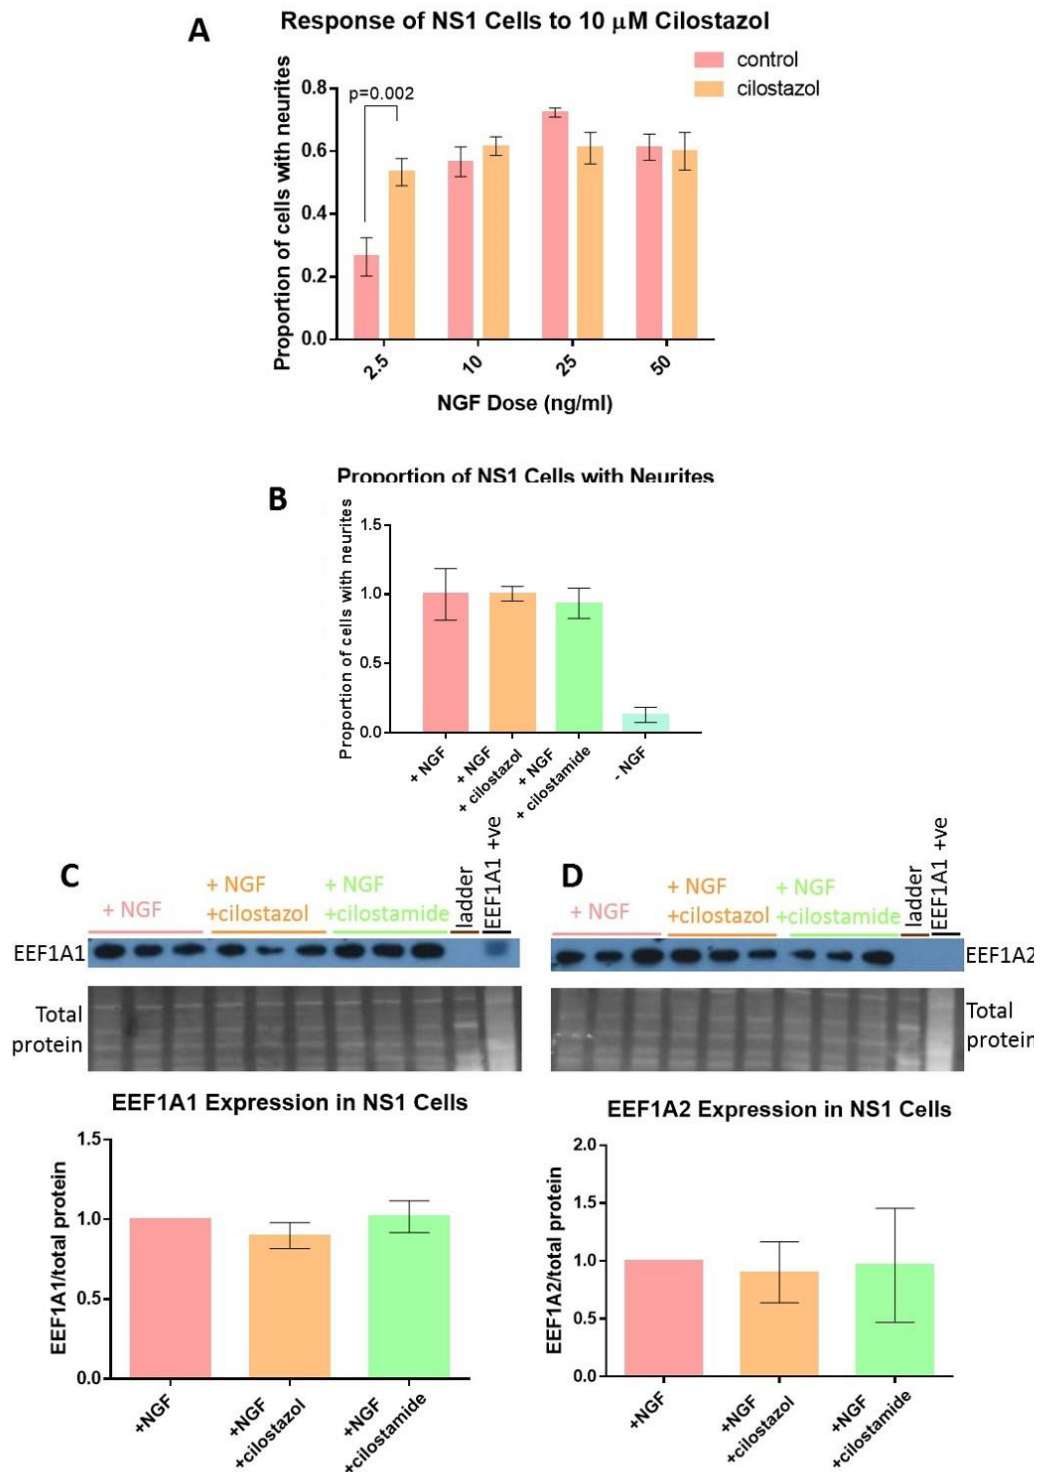 A
Response of NS1 Cells to 10 μM Cilostazol
control
cilostazol
p=0.002
Proportion of cells with neurites
0.8
0.6
0.4
0.2
0.0
2.5
10
25
50
NGF Dose (ng/ml)
B
Proportion of NS1 Cells with Neurites
Proportion of cells with neurites
1.5
1.0
0.5
0.0
+ NGF
+ NGF
+ cilostazol
+ NGF
+ cilostamide
- NGF
C
+ NGF
+ NGF
+cilostazol
+ NGF
+cilostamide
ladder
EEF1A1 +ve
EEF1A1
Total
protein
EEF1A1 Expression in NS1 Cells
EEF1A1/total protein
1.5
1.0
0.5
0.0
+NGF
+NGF
+cilostazol
+NGF
+cilostamide
D
+ NGF
+ NGF
+cilostazol
+ NGF
+cilostamide
ladder
EEF1A1 +ve
EEF1A2
Total
protein
EEF1A2 Expression in NS1 Cells
EEF1A2/total protein
2.0
1.5
1.0
0.5
0.0
+NGF
+NGF
+cilostazol
+NGF
+cilostamide